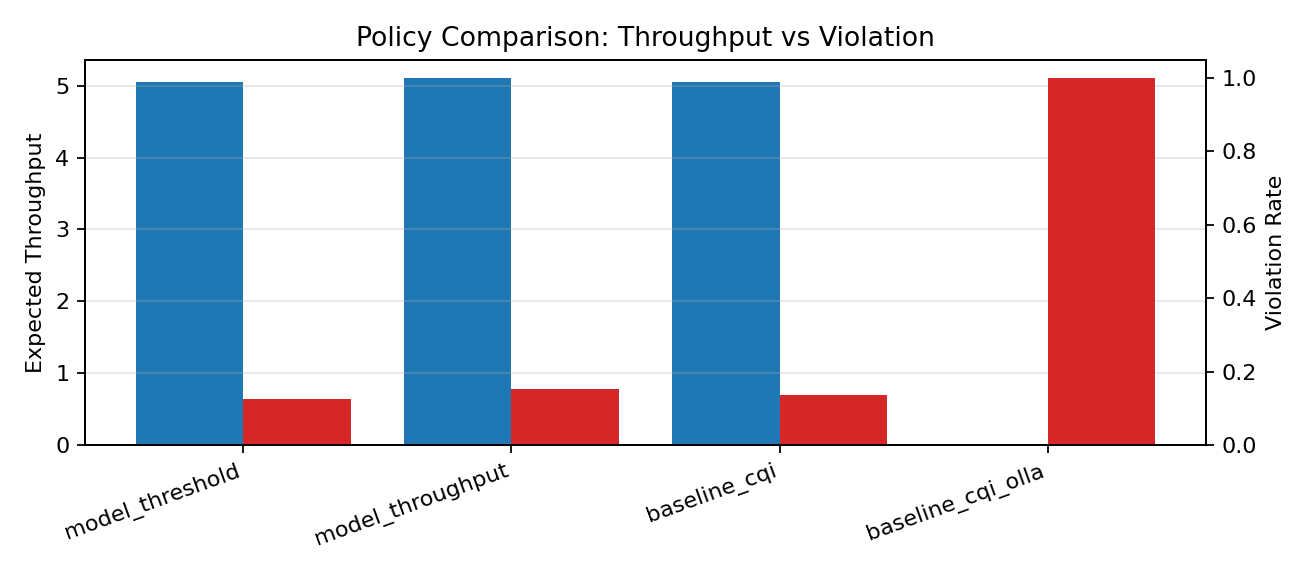 Policy Comparison: Throughput vs Violation
Expected Throughput
5
4
3
2
1
0
1.0
0.8
0.6
0.4
0.2
0.0
Violation Rate
model_threshold
model_throughput
baseline_cqi
baseline_cqi_olla